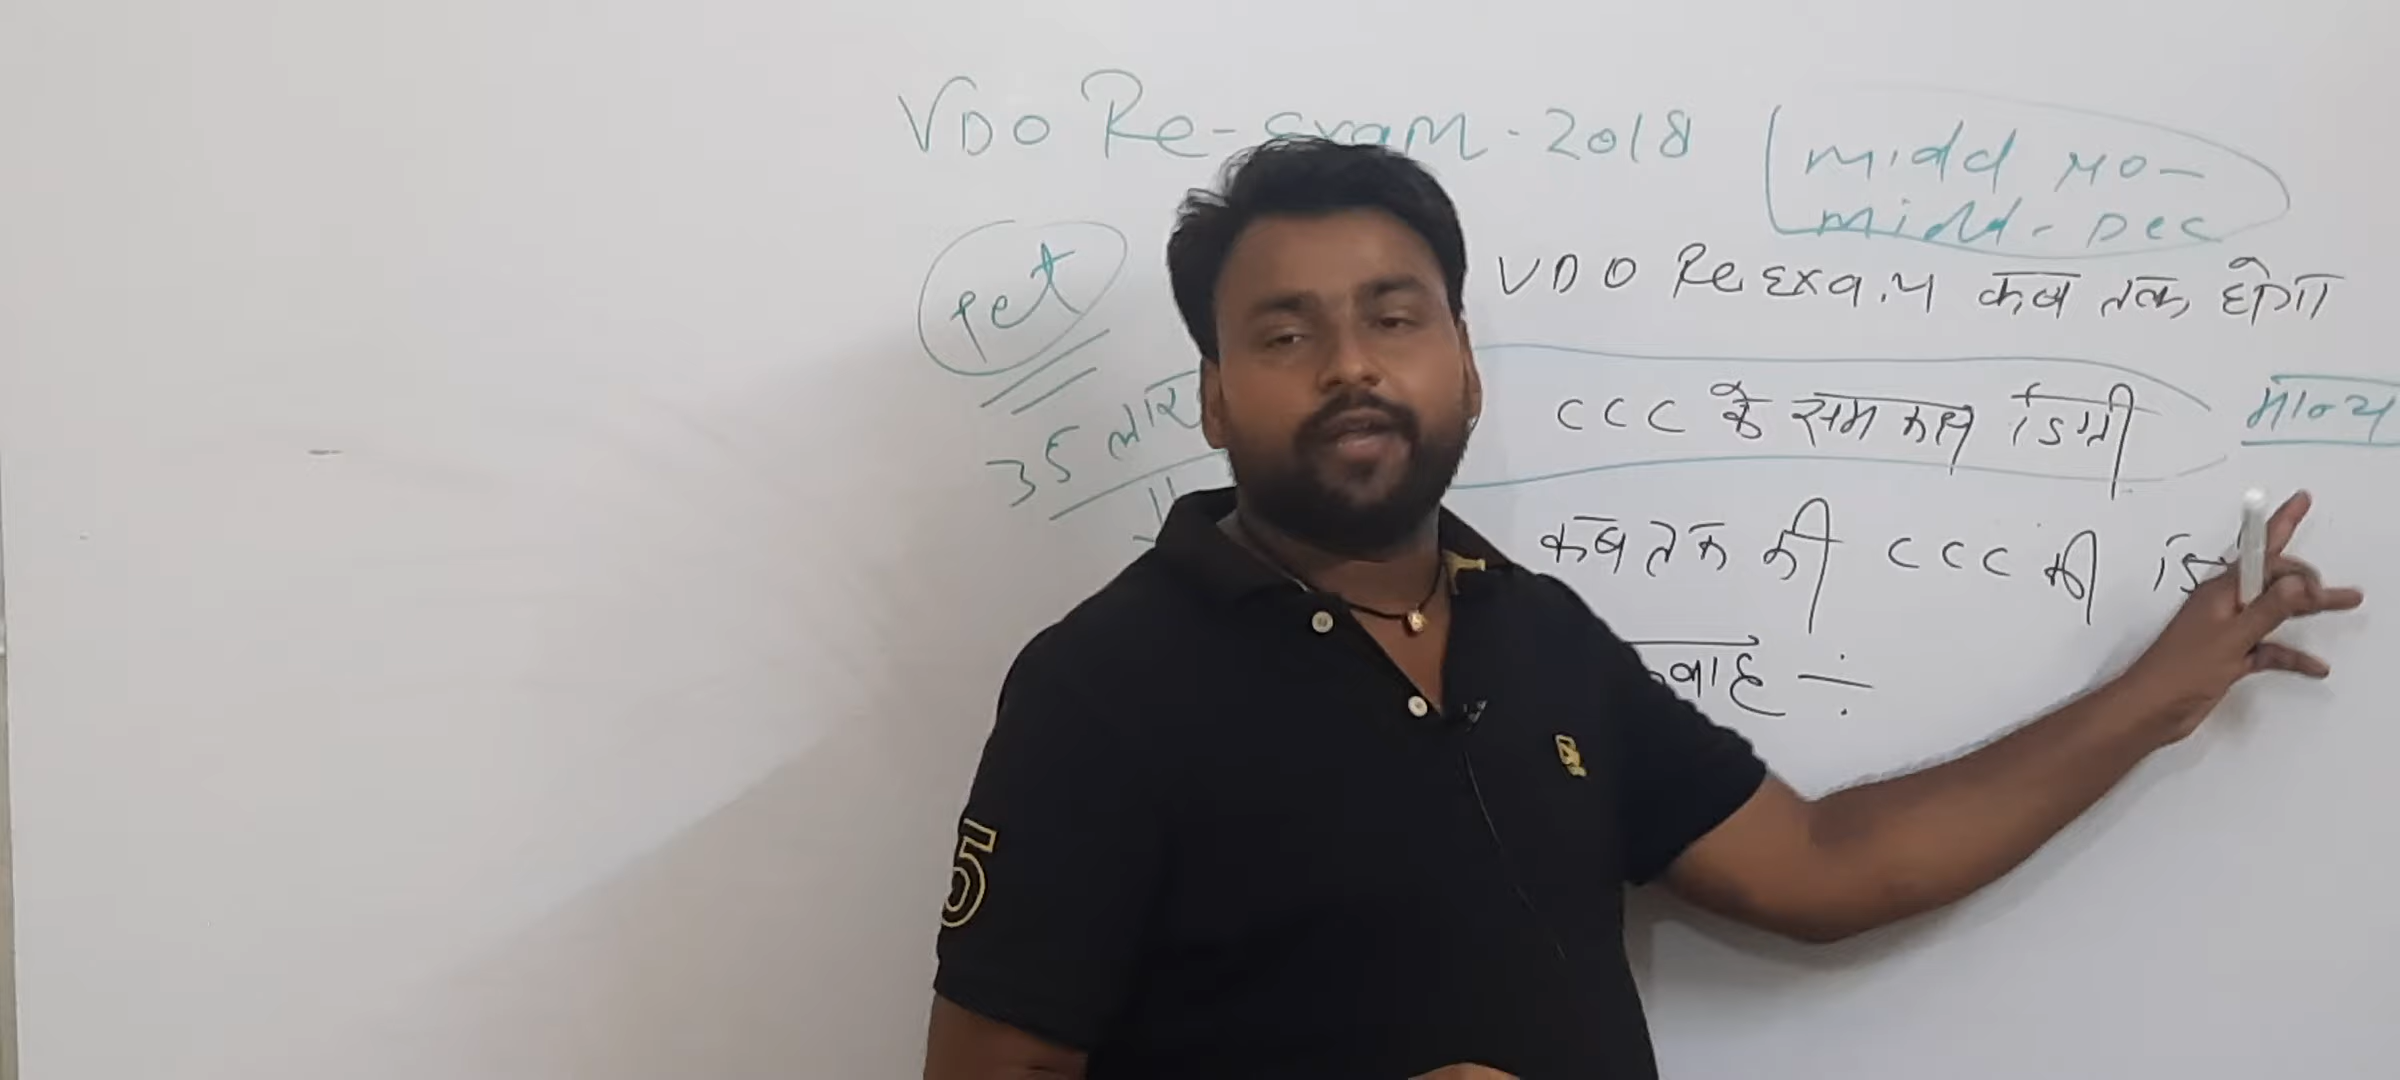 VDO Re-exam-2018
midd no-
midd- Dec
pet
VDO Re Exam कब तक होगा
35 लाख
CCC के समकक्ष डिग्री
मान्य
कब तक की CCC की
5